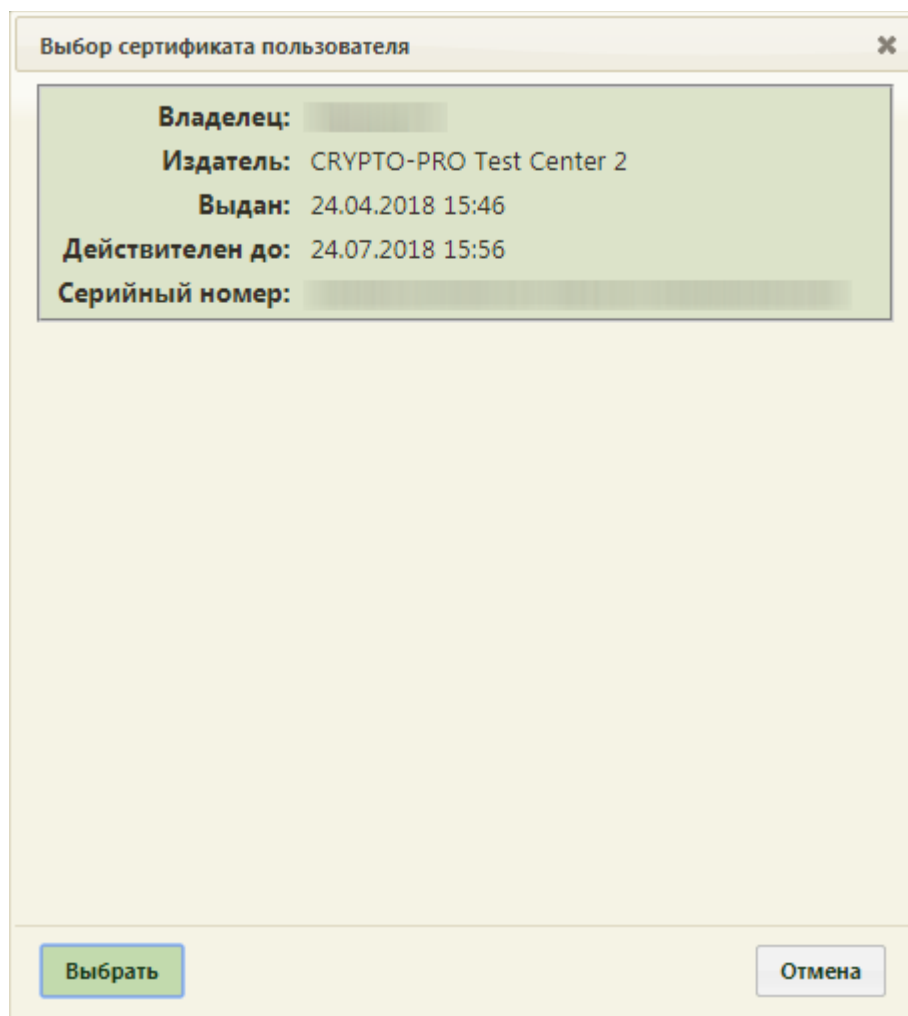 Выбор сертификата пользователя
Владелец:
Издатель: CRYPTO-PRO Test Center 2
Выдан: 24.04.2018 15:46
Действителен до: 24.07.2018 15:56
Серийный номер:
Выбрать
Отмена